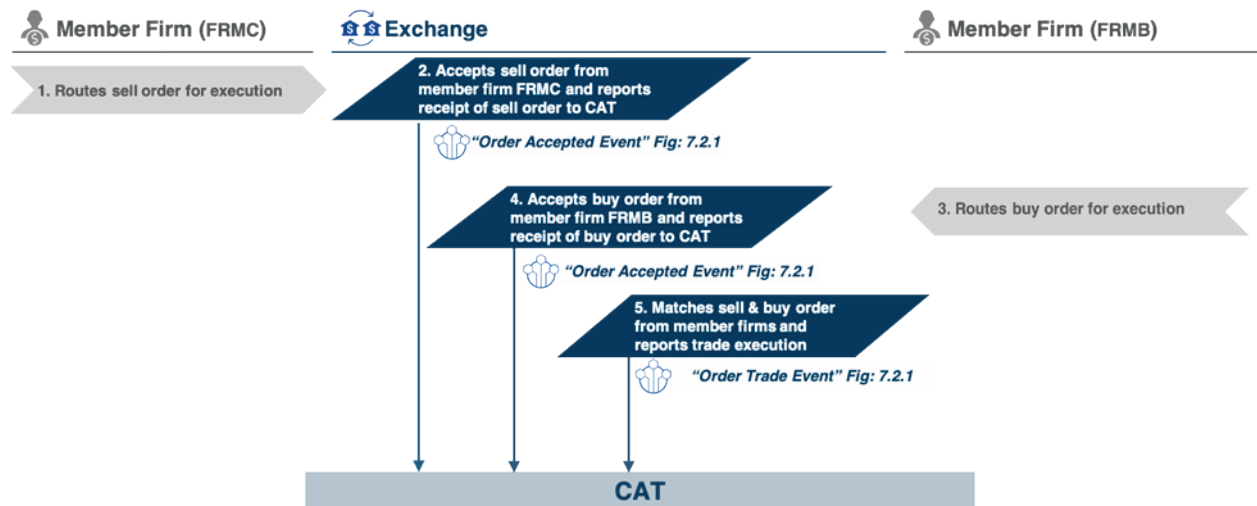 Member Firm (FRMC)
Exchange
Member Firm (FRMB)
1. Routes sell order for execution
2. Accepts sell order from
member firm FRMC and reports
receipt of sell order to CAT
“Order Accepted Event” Fig: 7.2.1
4. Accepts buy order from
member firm FRMB and reports
receipt of buy order to CAT
3. Routes buy order for execution
“Order Accepted Event” Fig: 7.2.1
5. Matches sell & buy order
from member firms and
reports trade execution
“Order Trade Event” Fig: 7.2.1
CAT